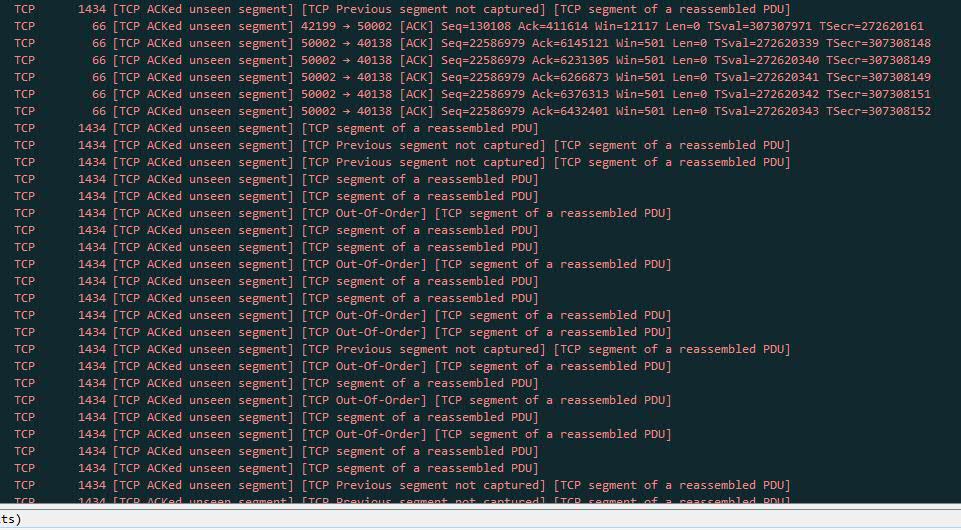 TCP 1434 [TCP ACKed unseen segment] [TCP Previous segment not captured] [TCP segment of a reassembled PDU]
TCP 66 [TCP ACKed unseen segment] 42199 → 50002 [ACK] Seq=130108 Ack=411614 Win=12117 Len=0 TSval=307307971 TSecr=272620161
TCP 66 [TCP ACKed unseen segment] 50002 → 40138 [ACK] Seq=22586979 Ack=6145121 Win=501 Len=0 TSval=272620339 TSecr=307308148
TCP 66 [TCP ACKed unseen segment] 50002 → 40138 [ACK] Seq=22586979 Ack=6231305 Win=501 Len=0 TSval=272620340 TSecr=307308149
TCP 66 [TCP ACKed unseen segment] 50002 → 40138 [ACK] Seq=22586979 Ack=6266873 Win=501 Len=0 TSval=272620341 TSecr=307308149
TCP 66 [TCP ACKed unseen segment] 50002 → 40138 [ACK] Seq=22586979 Ack=6376313 Win=501 Len=0 TSval=272620342 TSecr=307308151
TCP 66 [TCP ACKed unseen segment] 50002 → 40138 [ACK] Seq=22586979 Ack=6432401 Win=501 Len=0 TSval=272620343 TSecr=307308152
TCP 1434 [TCP ACKed unseen segment] [TCP segment of a reassembled PDU]
TCP 1434 [TCP ACKed unseen segment] [TCP Previous segment not captured] [TCP segment of a reassembled PDU]
TCP 1434 [TCP ACKed unseen segment] [TCP Previous segment not captured] [TCP segment of a reassembled PDU]
TCP 1434 [TCP ACKed unseen segment] [TCP segment of a reassembled PDU]
TCP 1434 [TCP ACKed unseen segment] [TCP segment of a reassembled PDU]
TCP 1434 [TCP ACKed unseen segment] [TCP Out-Of-Order] [TCP segment of a reassembled PDU]
TCP 1434 [TCP ACKed unseen segment] [TCP segment of a reassembled PDU]
TCP 1434 [TCP ACKed unseen segment] [TCP segment of a reassembled PDU]
TCP 1434 [TCP ACKed unseen segment] [TCP Out-Of-Order] [TCP segment of a reassembled PDU]
TCP 1434 [TCP ACKed unseen segment] [TCP segment of a reassembled PDU]
TCP 1434 [TCP ACKed unseen segment] [TCP segment of a reassembled PDU]
TCP 1434 [TCP ACKed unseen segment] [TCP Out-Of-Order] [TCP segment of a reassembled PDU]
TCP 1434 [TCP ACKed unseen segment] [TCP Out-Of-Order] [TCP segment of a reassembled PDU]
TCP 1434 [TCP ACKed unseen segment] [TCP Previous segment not captured] [TCP segment of a reassembled PDU]
TCP 1434 [TCP ACKed unseen segment] [TCP Out-Of-Order] [TCP segment of a reassembled PDU]
TCP 1434 [TCP ACKed unseen segment] [TCP segment of a reassembled PDU]
TCP 1434 [TCP ACKed unseen segment] [TCP Out-Of-Order] [TCP segment of a reassembled PDU]
TCP 1434 [TCP ACKed unseen segment] [TCP segment of a reassembled PDU]
TCP 1434 [TCP ACKed unseen segment] [TCP Out-Of-Order] [TCP segment of a reassembled PDU]
TCP 1434 [TCP ACKed unseen segment] [TCP segment of a reassembled PDU]
TCP 1434 [TCP ACKed unseen segment] [TCP segment of a reassembled PDU]
TCP 1434 [TCP ACKed unseen segment] [TCP Previous segment not captured] [TCP segment of a reassembled PDU]
TCP 1434 [TCP ACKed unseen segment] [TCP Previous segment not captured] [TCP segment of a reassembled PDU]
ts)